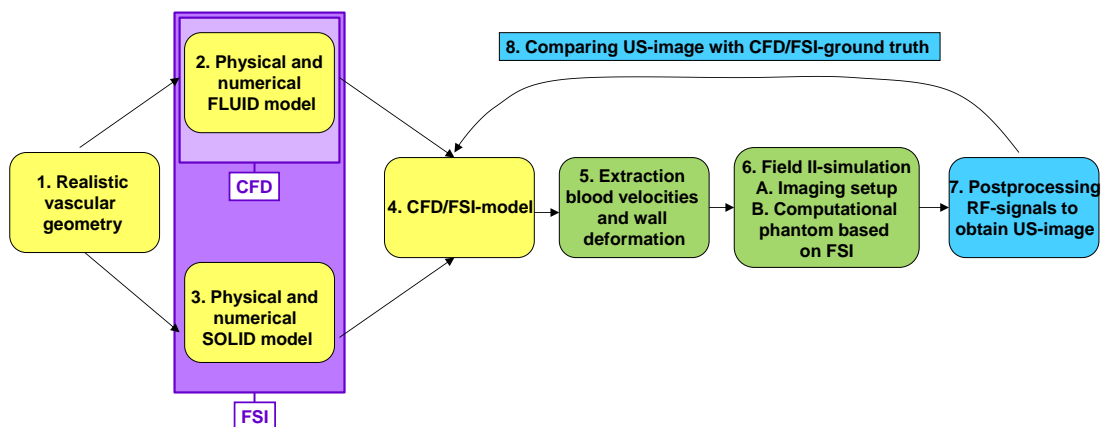 8. Comparing US-image with CFD/FSI-ground truth
2. Physical and
numerical
FLUID model
CFD
1. Realistic
vascular
geometry
4. CFD/FSI-model
5. Extraction
blood velocities
and wall
deformation
6. Field II-simulation
A. Imaging setup
B. Computational
phantom based
on FSI
7. Postprocessing
RF-signals to
obtain US-image
3. Physical and
numerical
SOLID model
FSI